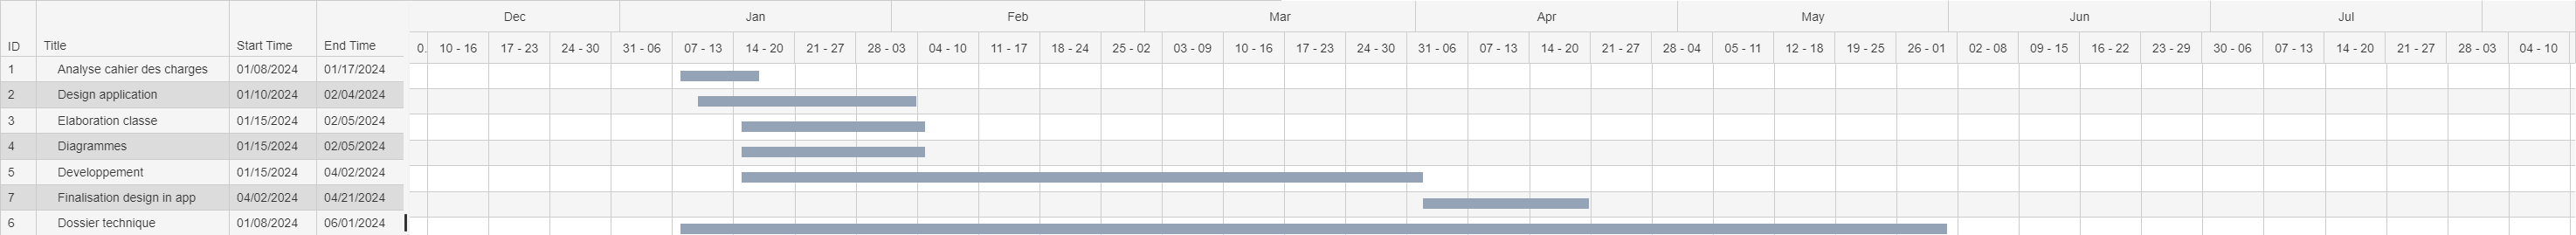 Dec Jan Feb Mar Apr May Jun Jul
ID Title Start Time End Time 0. 10 - 16 17 - 23 24 - 30 31 - 06 07 - 13 14 - 20 21 - 27 28 - 03 04 - 10 11 - 17 18 - 24 25 - 02 03 - 09 10 - 16 17 - 23 24 - 30 31 - 06 07 - 13 14 - 20 21 - 27 28 - 04 05 - 11 12 - 18 19 - 25 26 - 01 02 - 08 09 - 15 16 - 22 23 - 29 30 - 06 07 - 13 14 - 20 21 - 27 28 - 03 04 - 10
1 Analyse cahier des charges 01/08/2024 01/17/2024
2 Design application 01/10/2024 02/04/2024
3 Elaboration classe 01/15/2024 02/05/2024
4 Diagrammes 01/15/2024 02/05/2024
5 Developpement 01/15/2024 04/02/2024
7 Finalisation design in app 04/02/2024 04/21/2024
6 Dossier technique 01/08/2024 06/01/2024